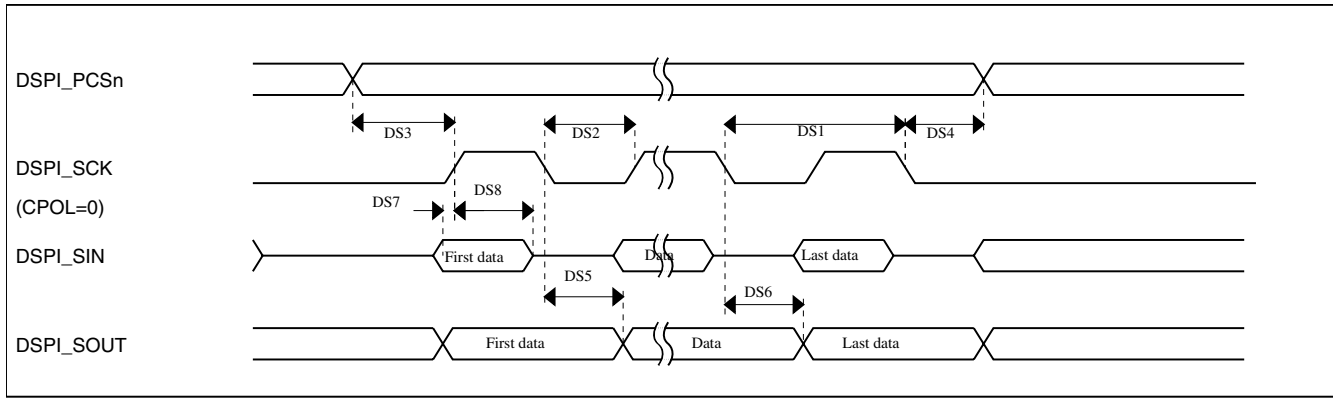 DSPI_PCSn
DS3
DS2
DS1
DS4
DSPI_SCK
(CPOL=0)
DS7
DS8
DSPI_SIN
First data
Data
Last data
DS5
DS6
DSPI_SOUT
First data
Data
Last data